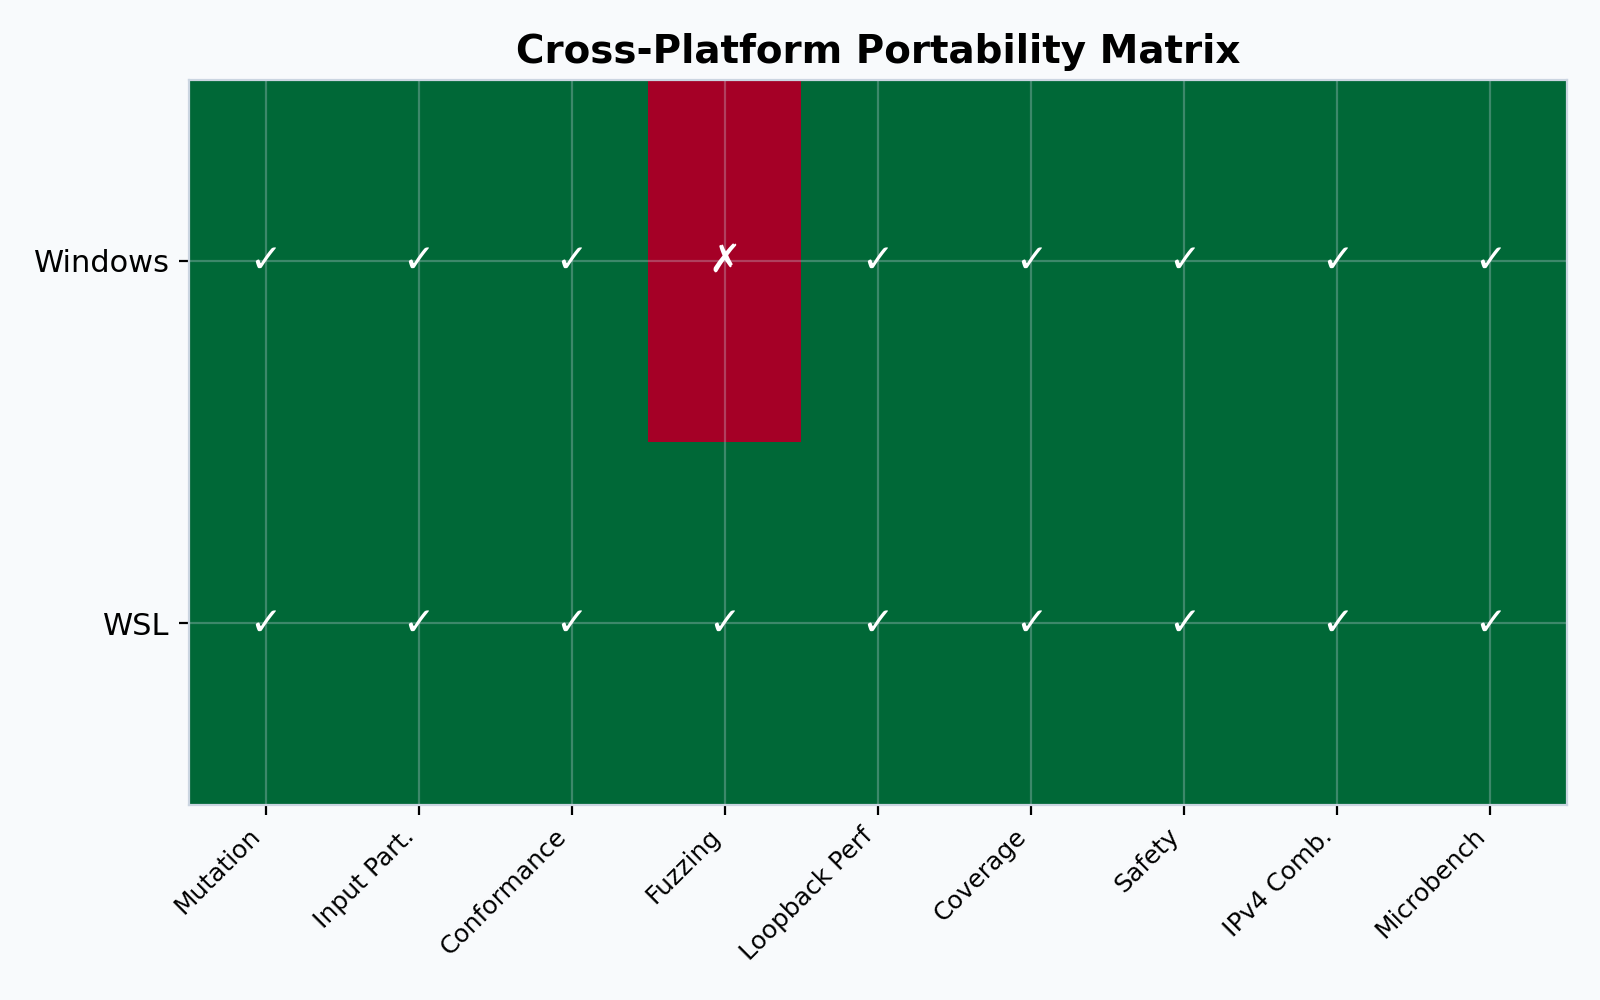 Cross-Platform Portability Matrix
Windows ✓ ✓ ✓ ✗ ✓ ✓ ✓ ✓ ✓
WSL ✓ ✓ ✓ ✓ ✓ ✓ ✓ ✓ ✓
Mutation
Input Part.
Conformance
Fuzzing
Loopback Perf
Coverage
Safety
IPv4 Comb.
Microbench